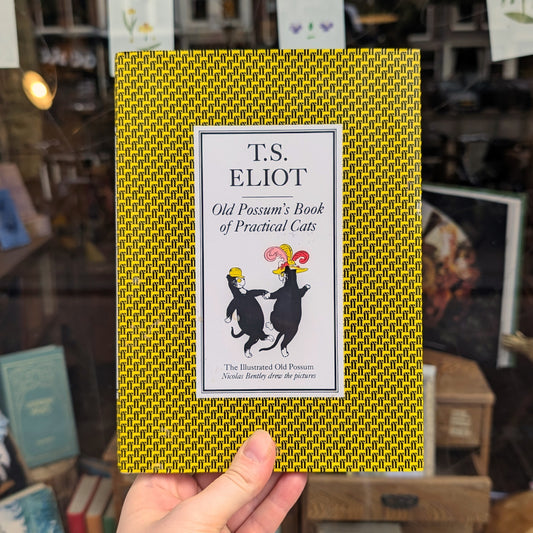 T.S.
ELIOT
Old Possum's Book
of Practical Cats
The Illustrated Old Possum
Nicolas Bentley drew the pictures